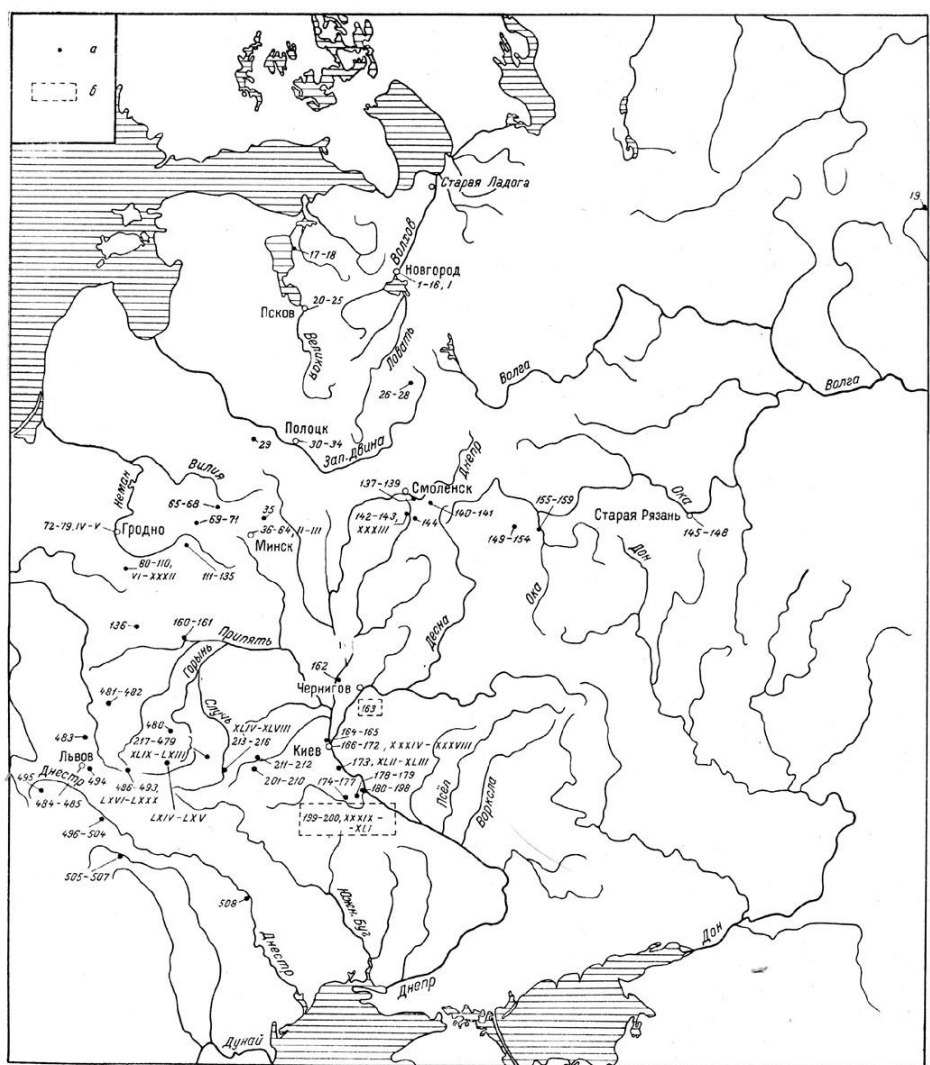 а
б
Старая Ладога
19
Волхов
17-18
Новгород
1-16, I
20-25
Псков
Великая
Ловать
26-28
Волга
Волга
Полоцк
30-34
29
Зап. Двина
Вилия
Неман
65-68
69-71
35
72-79, IV-V
Гродно
36-64, II-III
Минск
80-110,
VI-XXXII
111-135
Днепр
137-139
Смоленск
140-141
142-143,
XXXIII
144
155-159
149-154
Ока
Старая Рязань
145-148
Дон
Ока
136
160-161
Припять
Горынь
Десна
162
Чернигов
163
481-482
Случь
480
XLIV-XLVIII
217-479
XLIX-LXIII
213-216
483
Львов
494
Киев
164-165
166-172, XXXIV-XXXVIII
211-212
173, XLII-XLIII
178-179
174-177
180-198
201-210
495
Днестр
484-485
486-493,
LXVI-LXXX
LXIV-LXV
199-200, XXXIX-
-XLI
Псёл
Ворскла
496-504
505-507
508
Днестр
Южн. Буг
Днепр
Дон
Дунай